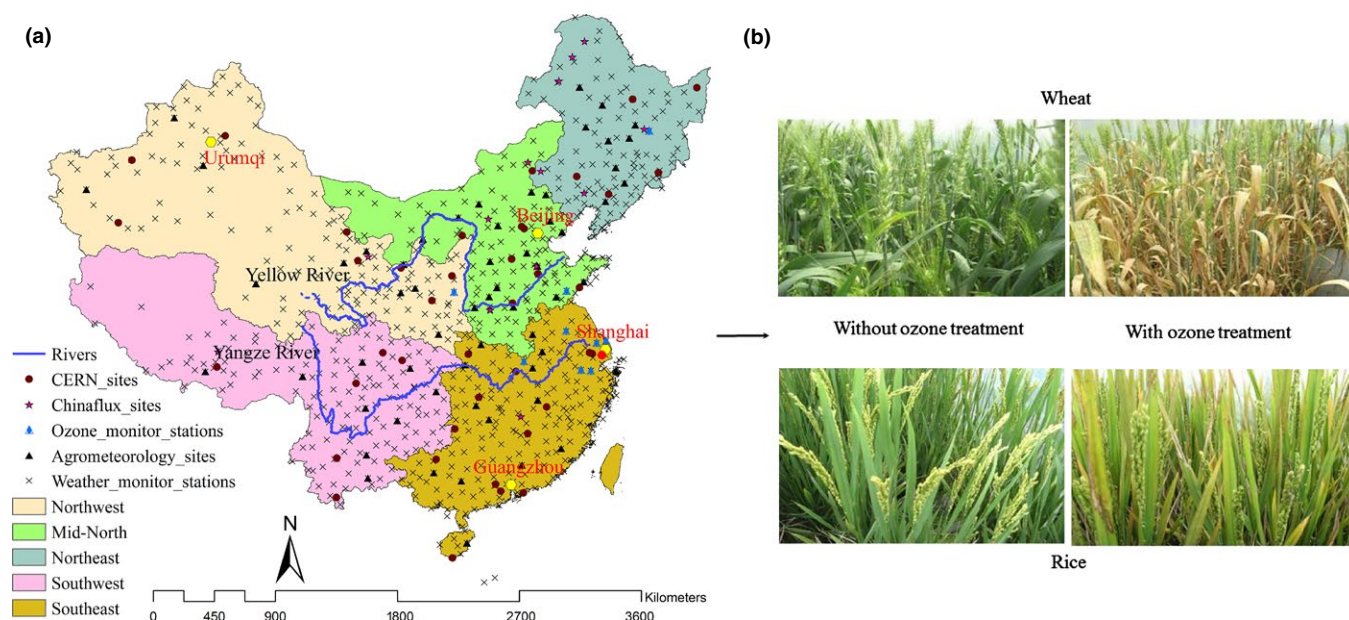 (a)
Urumqi
Beijing
Yellow River
Shanghai
Yangze River
Guangzhou
Rivers
CERN_sites
Chinaflux_sites
Ozone_monitor_stations
Agrometeorology_sites
Weather_monitor_stations
Northwest
Mid-North
Northeast
Southwest
Southeast
N
Kilometers
0 450 900 1800 2700 3600
(b)
Wheat
Without ozone treatment
With ozone treatment
Rice